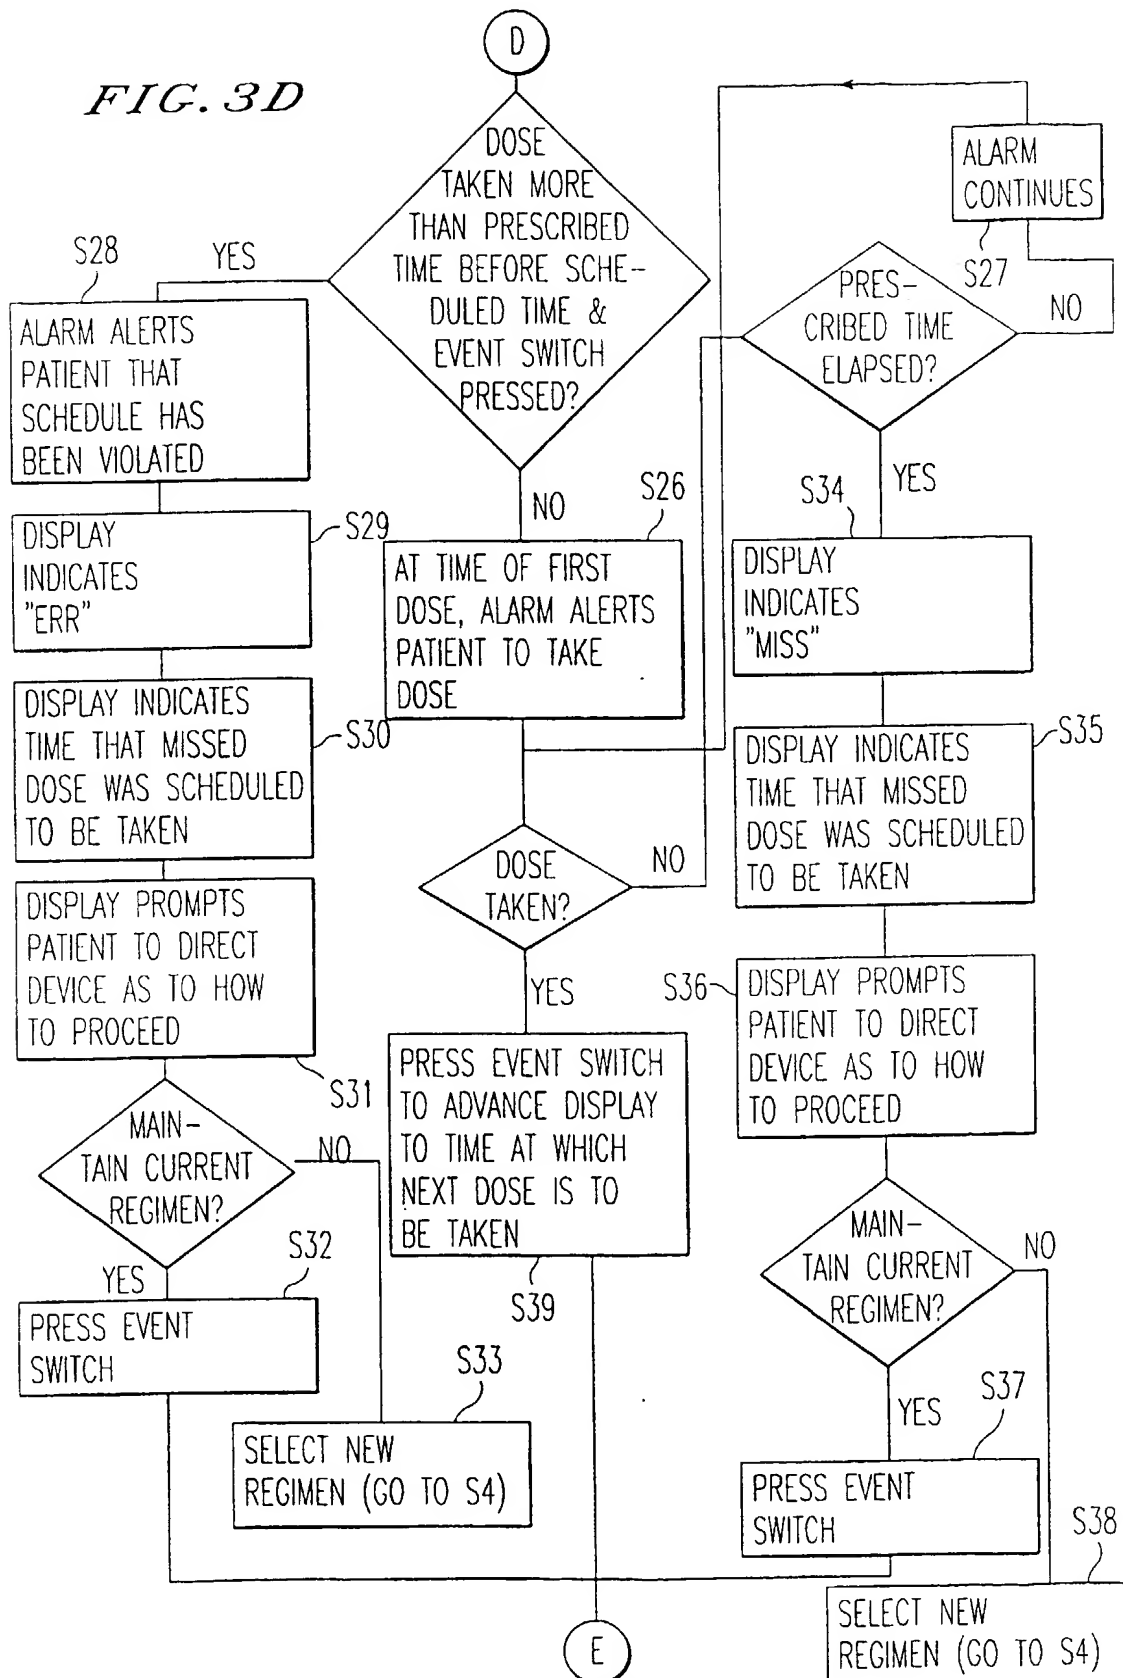 FIG. 3D
D
DOSE
TAKEN MORE
THAN PRESCRIBED
TIME BEFORE SCHE-
DULED TIME &
EVENT SWITCH
PRESSED?
YES
S28
ALARM ALERTS
PATIENT THAT
SCHEDULE HAS
BEEN VIOLATED
S29
DISPLAY
INDICATES
"ERR"
S30
DISPLAY INDICATES
TIME THAT MISSED
DOSE WAS SCHEDULED
TO BE TAKEN
DISPLAY PROMPTS
PATIENT TO DIRECT
DEVICE AS TO HOW
TO PROCEED
S31
MAIN-
TAIN CURRENT
REGIMEN?
NO
YES
S32
PRESS EVENT
SWITCH
S33
SELECT NEW
REGIMEN (GO TO S4)
NO
S26
AT TIME OF FIRST
DOSE, ALARM ALERTS
PATIENT TO TAKE
DOSE
DOSE
TAKEN?
NO
YES
PRESS EVENT SWITCH
TO ADVANCE DISPLAY
TO TIME AT WHICH
NEXT DOSE IS TO
BE TAKEN
S39
ALARM
CONTINUES
S27
PRES-
CRIBED TIME
ELAPSED?
NO
YES
S34
DISPLAY
INDICATES
"MISS"
S35
DISPLAY INDICATES
TIME THAT MISSED
DOSE WAS SCHEDULED
TO BE TAKEN
S36
DISPLAY PROMPTS
PATIENT TO DIRECT
DEVICE AS TO HOW
TO PROCEED
MAIN-
TAIN CURRENT
REGIMEN?
NO
YES
S37
PRESS EVENT
SWITCH
S38
SELECT NEW
REGIMEN (GO TO S4)
E